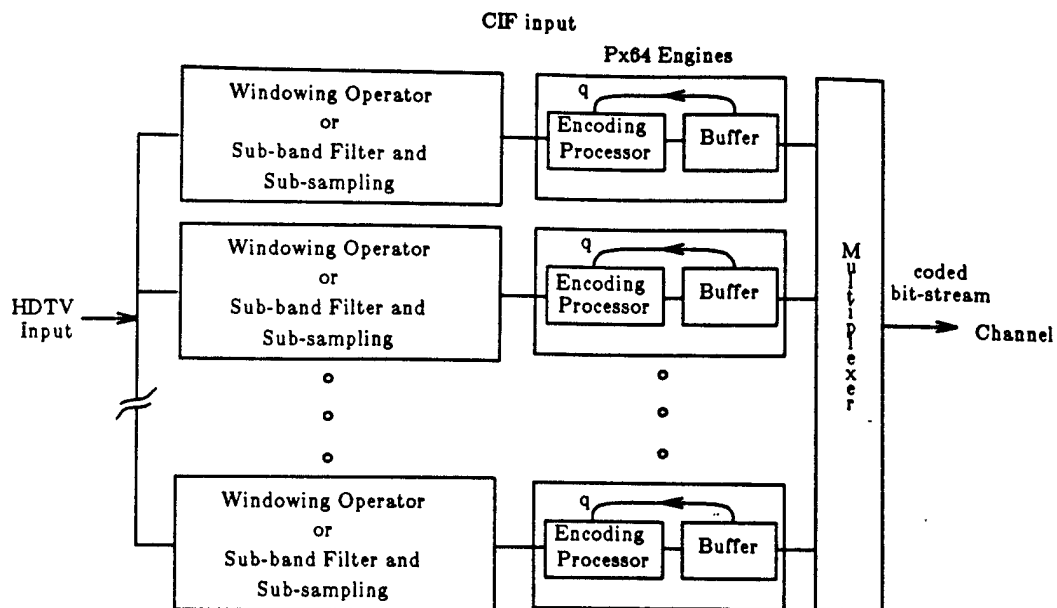 CIF input
Px64 Engines
Windowing Operator
or
Sub-band Filter and
Sub-sampling
q
Encoding
Processor
Buffer
Windowing Operator
or
Sub-band Filter and
Sub-sampling
q
Encoding
Processor
Buffer
HDTV
Input
Multiplexer
coded
bit-stream
Channel
Windowing Operator
or
Sub-band Filter and
Sub-sampling
q
Encoding
Processor
Buffer